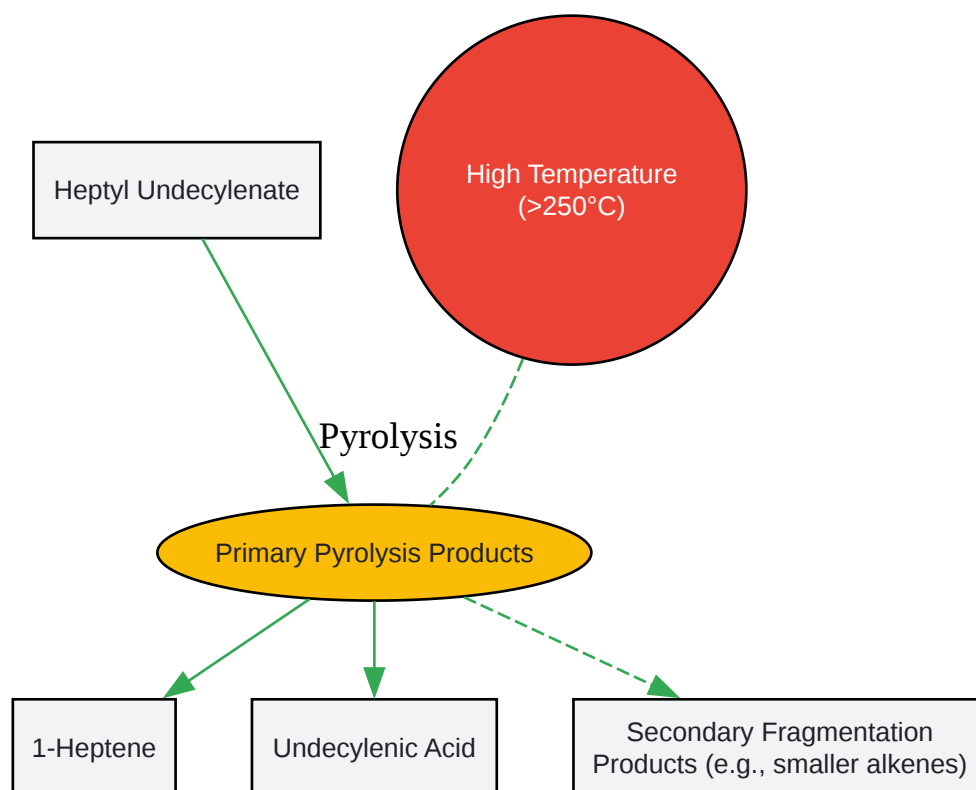 Heptyl Undecylenate
High Temperature
(>250°C)
Pyrolysis
Primary Pyrolysis Products
1-Heptene
Undecylenic Acid
Secondary Fragmentation
Products (e.g., smaller alkenes)